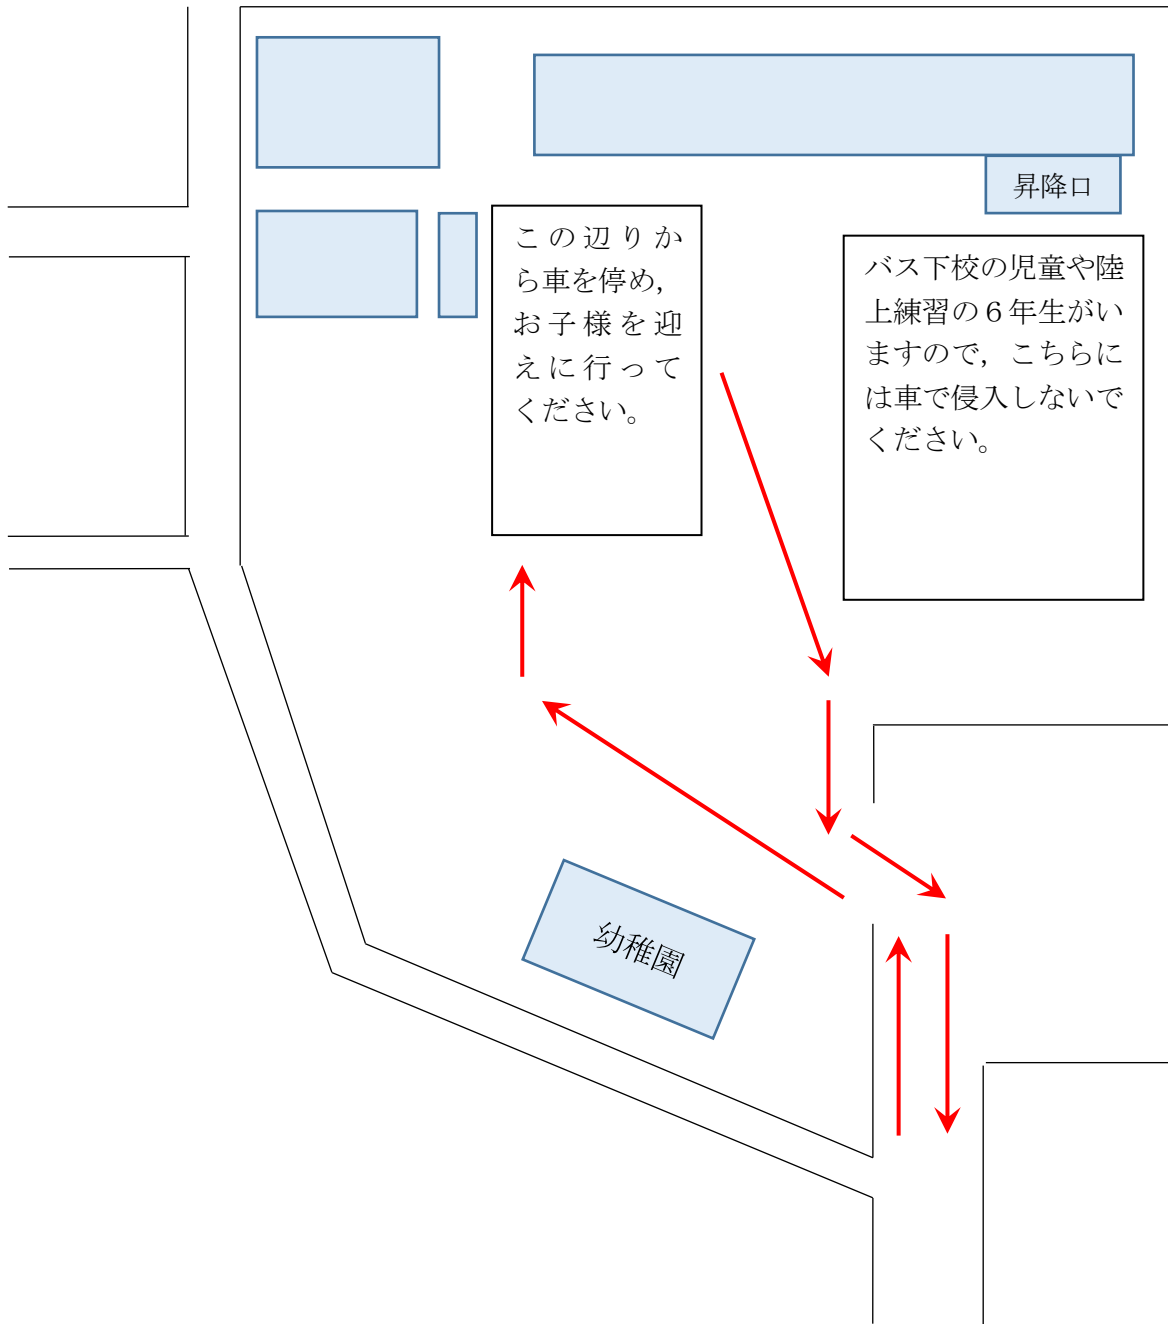 昇降口
この辺りか
ら車を停め，
お子様を迎
えに行って
ください。
バス下校の児童や陸
上練習の６年生がい
ますので，こちらに
は車で侵入しないで
ください。
幼稚園